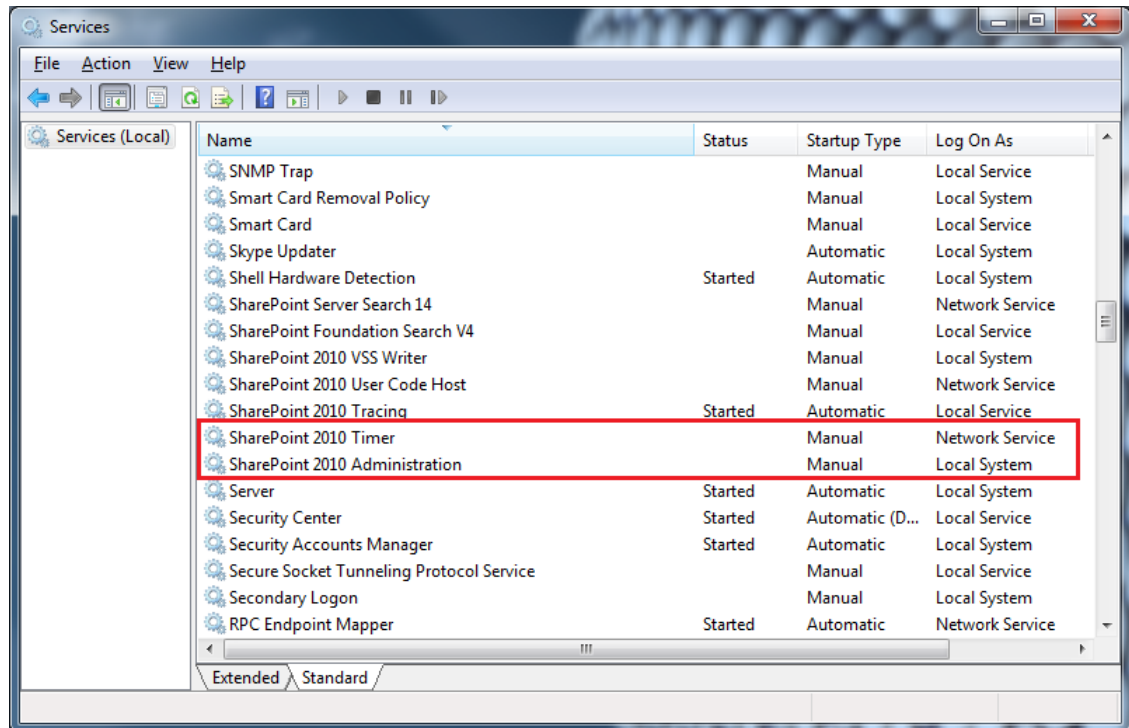 Services
File Action View Help
Services (Local)
Name Status Startup Type Log On As
SNMP Trap Manual Local Service
Smart Card Removal Policy Manual Local System
Smart Card Manual Local Service
Skype Updater Automatic Local System
Shell Hardware Detection Started Automatic Local System
SharePoint Server Search 14 Manual Network Service
SharePoint Foundation Search V4 Manual Local Service
SharePoint 2010 VSS Writer Manual Local System
SharePoint 2010 User Code Host Manual Network Service
SharePoint 2010 Tracing Started Automatic Local Service
SharePoint 2010 Timer Manual Network Service
SharePoint 2010 Administration Manual Local System
Server Started Automatic Local System
Security Center Started Automatic (D... Local Service
Security Accounts Manager Started Automatic Local System
Secure Socket Tunneling Protocol Service Manual Local Service
Secondary Logon Manual Local System
RPC Endpoint Mapper Started Automatic Network Service
Extended Standard